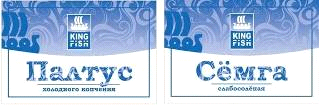 KING
FISH
Палтус
холодного копчения
KING
FISH
Сёмга
слабосолёная